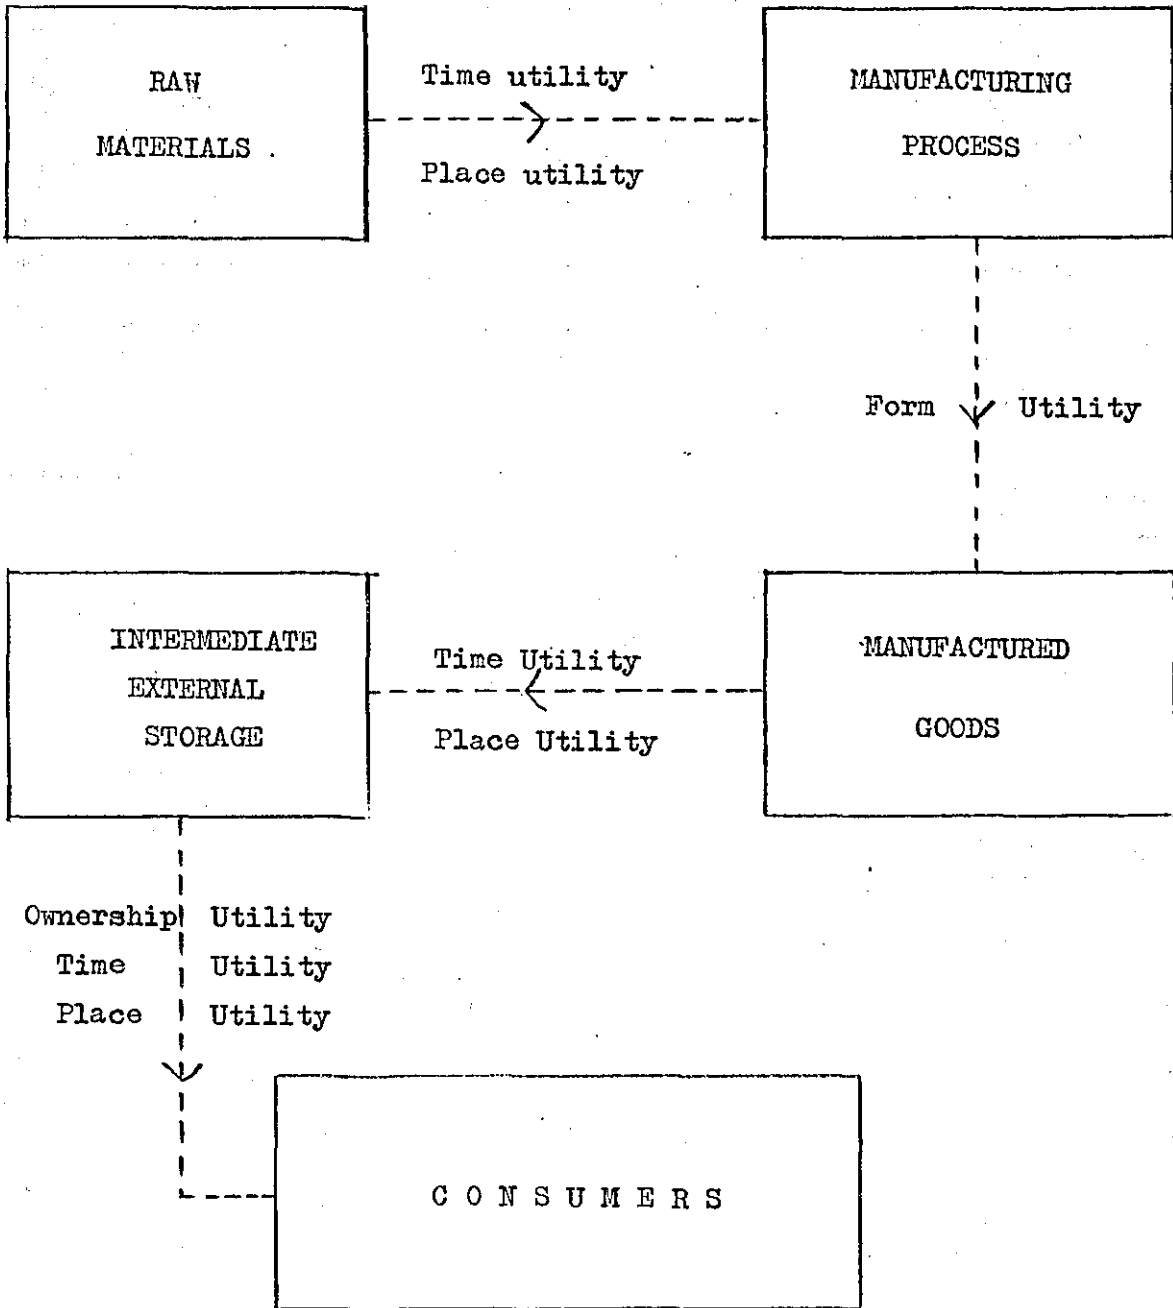 RAW
MATERIALS
Time utility
Place utility
MANUFACTURING
PROCESS
Form Utility
INTERMEDIATE
EXTERNAL
STORAGE
Time Utility
Place Utility
MANUFACTURED
GOODS
Ownership Utility
Time Utility
Place Utility
CONSUMERS